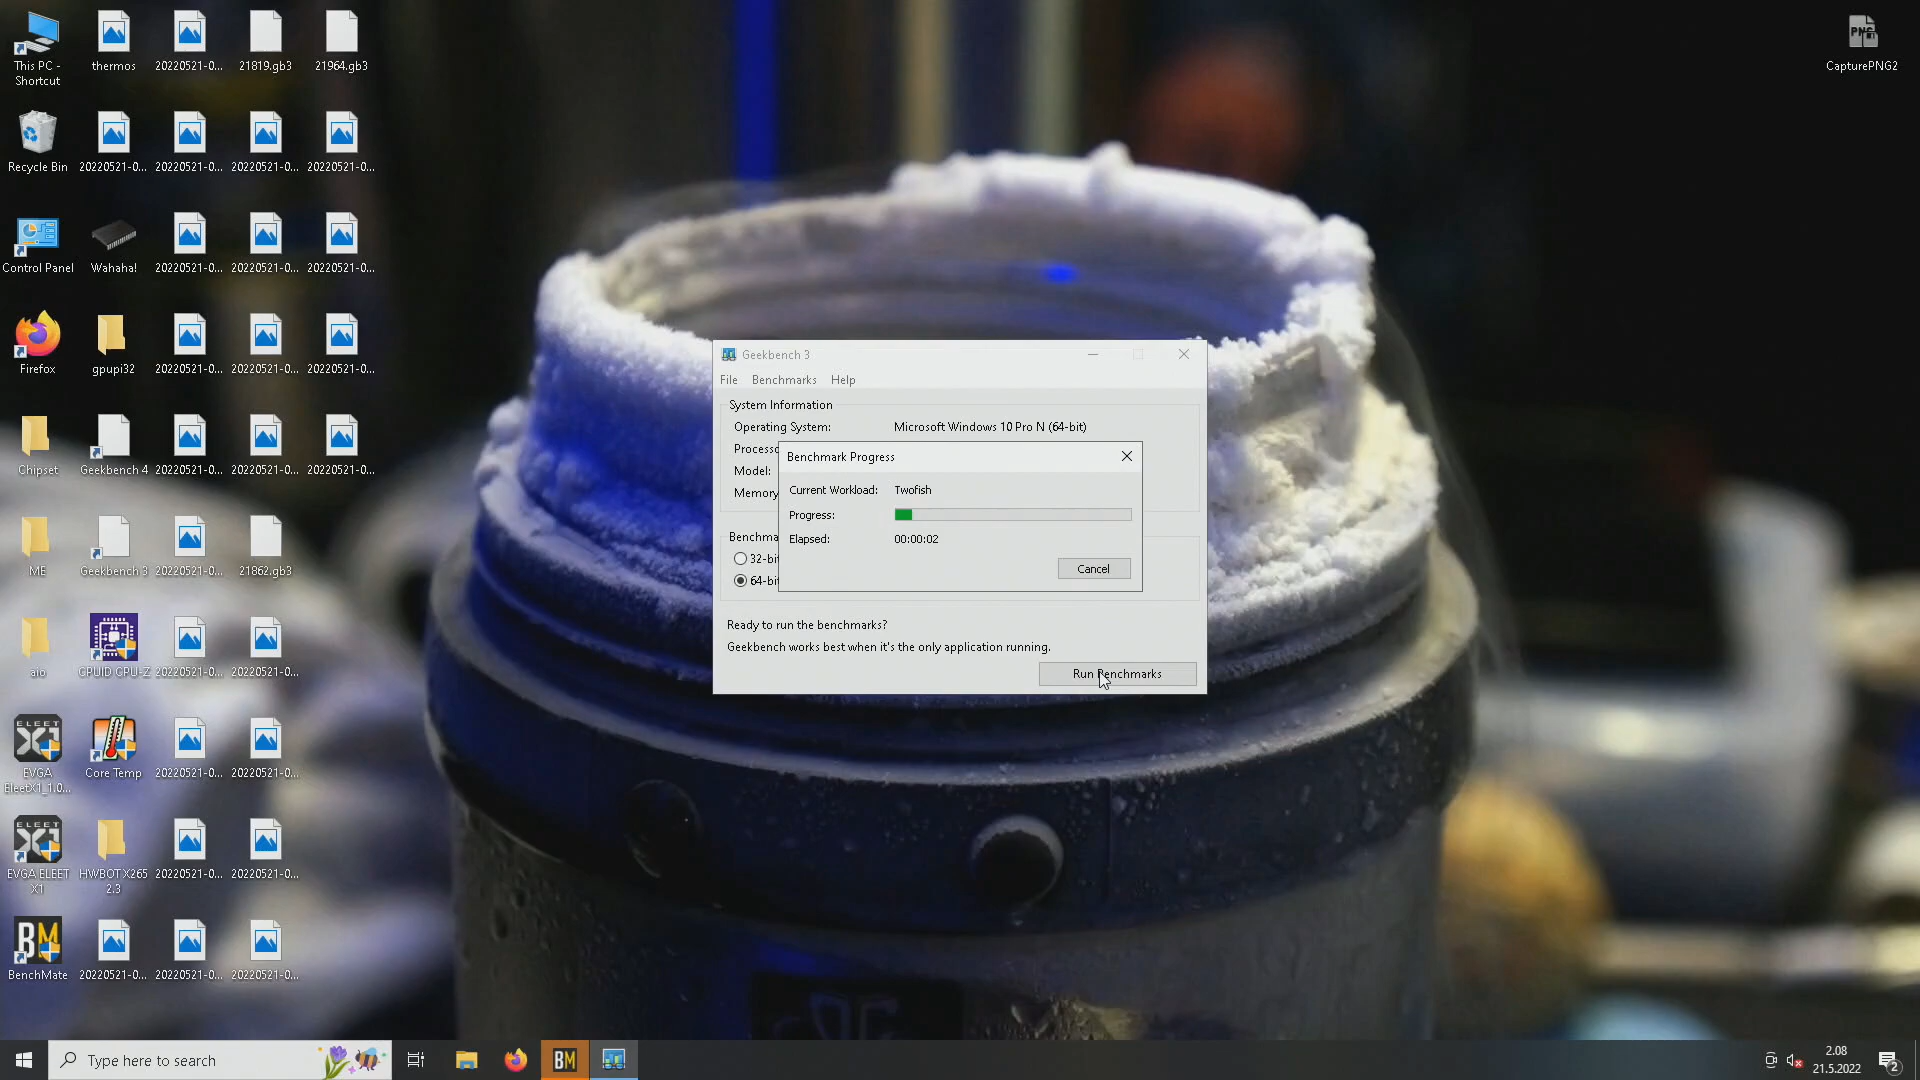 This PC -
Shortcut
thermos
20220521-0...
21819.gb3
21964.gb3
PNG
CapturePNG2
Recycle Bin
20220521-0...
20220521-0...
20220521-0...
20220521-0...
Control Panel
Wahaha!
20220521-0...
20220521-0...
20220521-0...
Firefox
gpupi32
20220521-0...
20220521-0...
20220521-0...
Chipset
Geekbench 4
20220521-0...
20220521-0...
20220521-0...
ME
Geekbench 3
20220521-0...
21862.gb3
aio
CPUID CPU-Z
20220521-0...
20220521-0...
ELEET
X1
EVGA
EleetX1_1.0...
Core Temp
20220521-0...
20220521-0...
ELEET
X1
EVGA ELEET
X1
HWBOT X265
2.3
20220521-0...
20220521-0...
BM
BenchMate
20220521-0...
20220521-0...
20220521-0...
Geekbench 3
File Benchmarks Help
System Information
Operating System: Microsoft Windows 10 Pro N (64-bit)
Processo
Model:
Memory
Benchma
32-bit
64-bit
Benchmark Progress
Current Workload: Twofish
Progress:
Elapsed: 00:00:02
Cancel
Ready to run the benchmarks?
Geekbench works best when it's the only application running.
Run Benchmarks
Type here to search
BM
2.08
21.5.2022
2